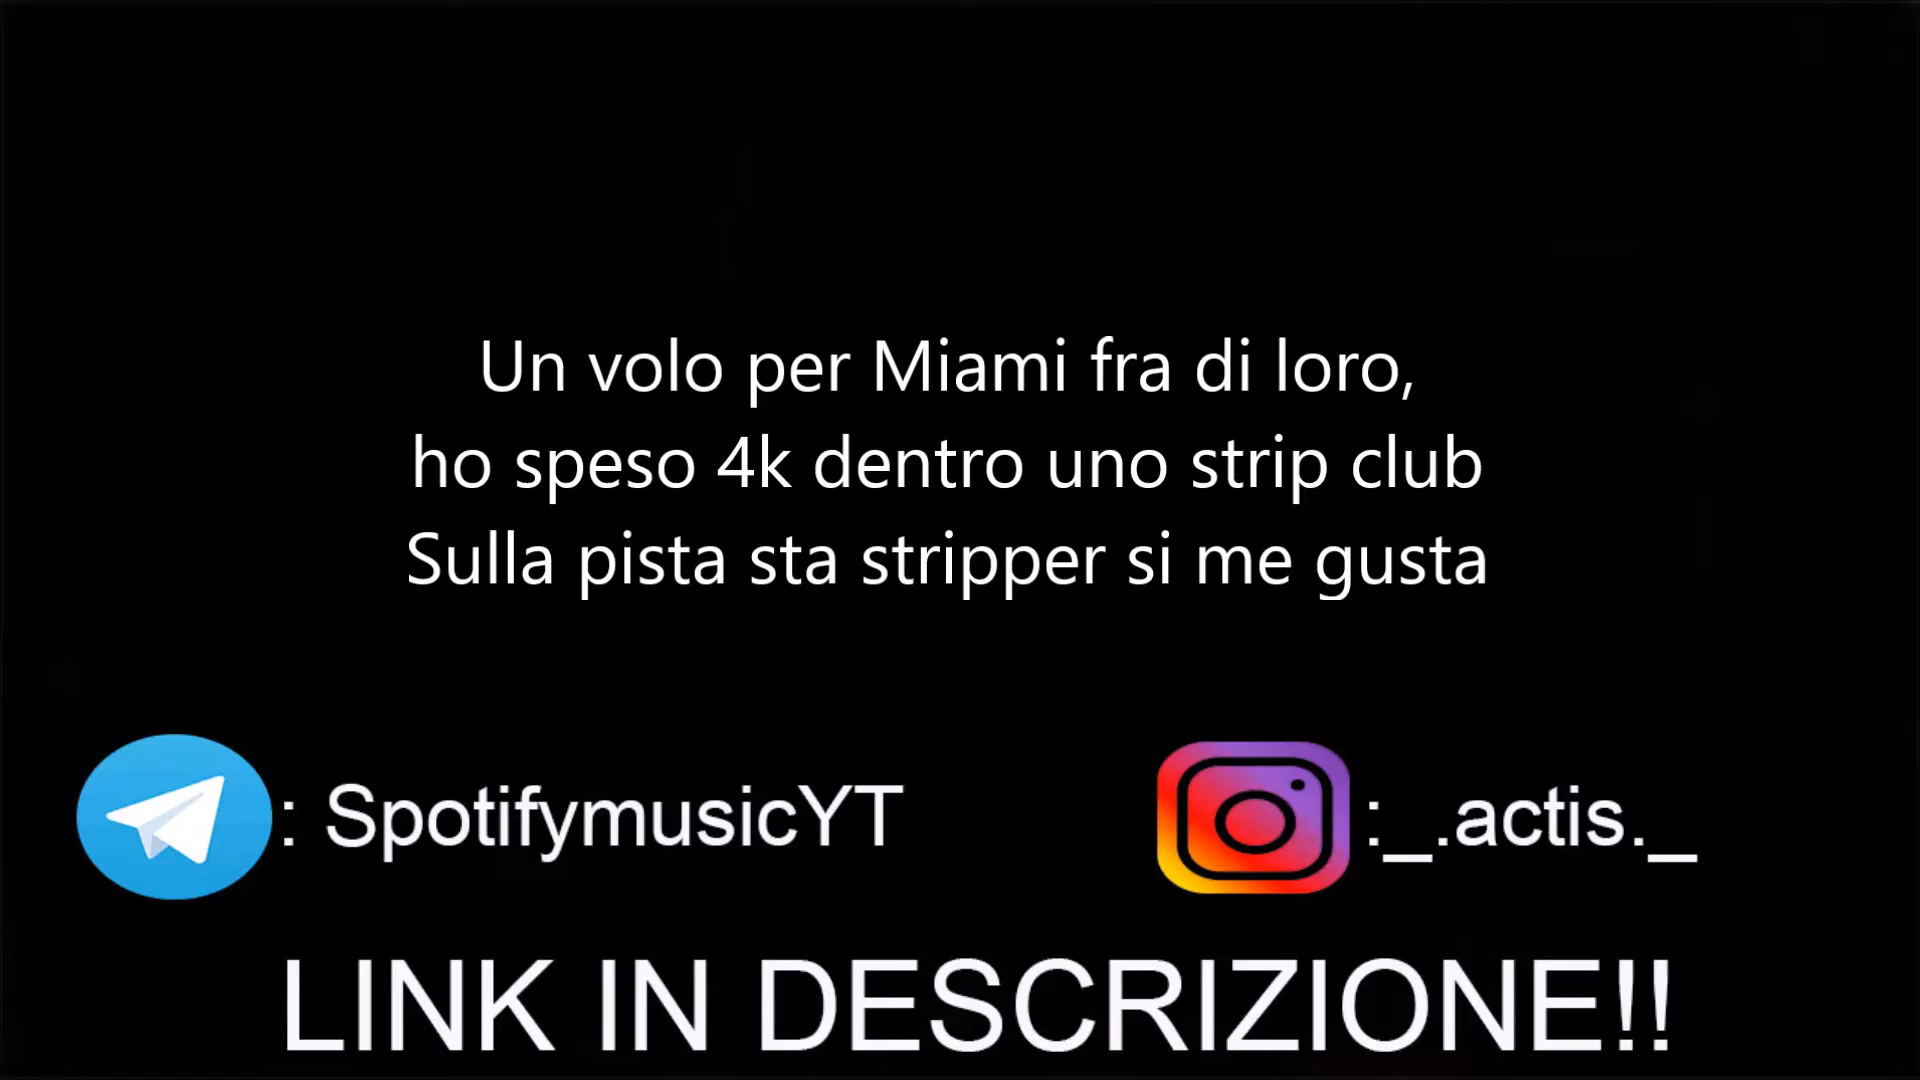 Un volo per Miami fra di loro,
ho speso 4k dentro uno strip club
Sulla pista sta stripper si me gusta
: SpotifymusicYT
:_.actis._
LINK IN DESCRIZIONE!!